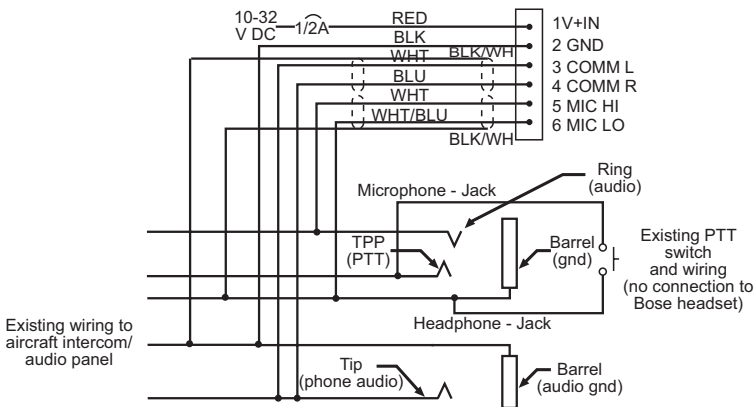 10-32
V DC
1/2A
RED
BLK
BLK/WH
WHT
BLU
WHT
WHT/BLU
BLK/WH
1V+IN
2 GND
3 COMM L
4 COMM R
5 MIC HI
6 MIC LO
Microphone - Jack
Ring
(audio)
TPP
(PTT)
Barrel
(gnd)
Existing PTT
switch
and wiring
(no connection to
Bose headset)
Headphone - Jack
Existing wiring to
aircraft intercom/
audio panel
Tip
(phone audio)
Barrel
(audio gnd)